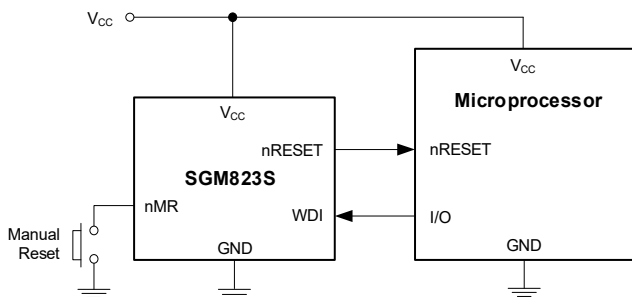 VCC
VCC
nRESET
SGM823S
nMR
WDI
GND
Manual
Reset
VCC
Microprocessor
nRESET
I/O
GND